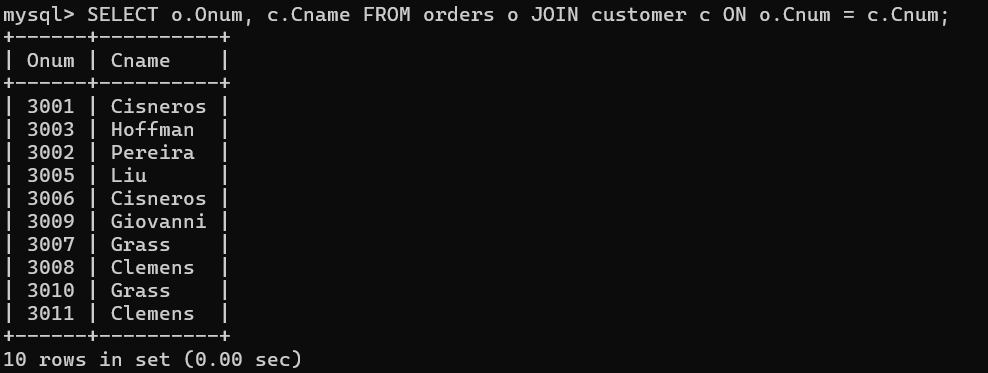 mysql> SELECT o.Onum, c.Cname FROM orders o JOIN customer c ON o.Cnum = c.Cnum;
+------+----------+
| Onum | Cname    |
+------+----------+
| 3001 | Cisneros |
| 3003 | Hoffman  |
| 3002 | Pereira  |
| 3005 | Liu      |
| 3006 | Cisneros |
| 3009 | Giovanni |
| 3007 | Grass    |
| 3008 | Clemens  |
| 3010 | Grass    |
| 3011 | Clemens  |
+------+----------+
10 rows in set (0.00 sec)